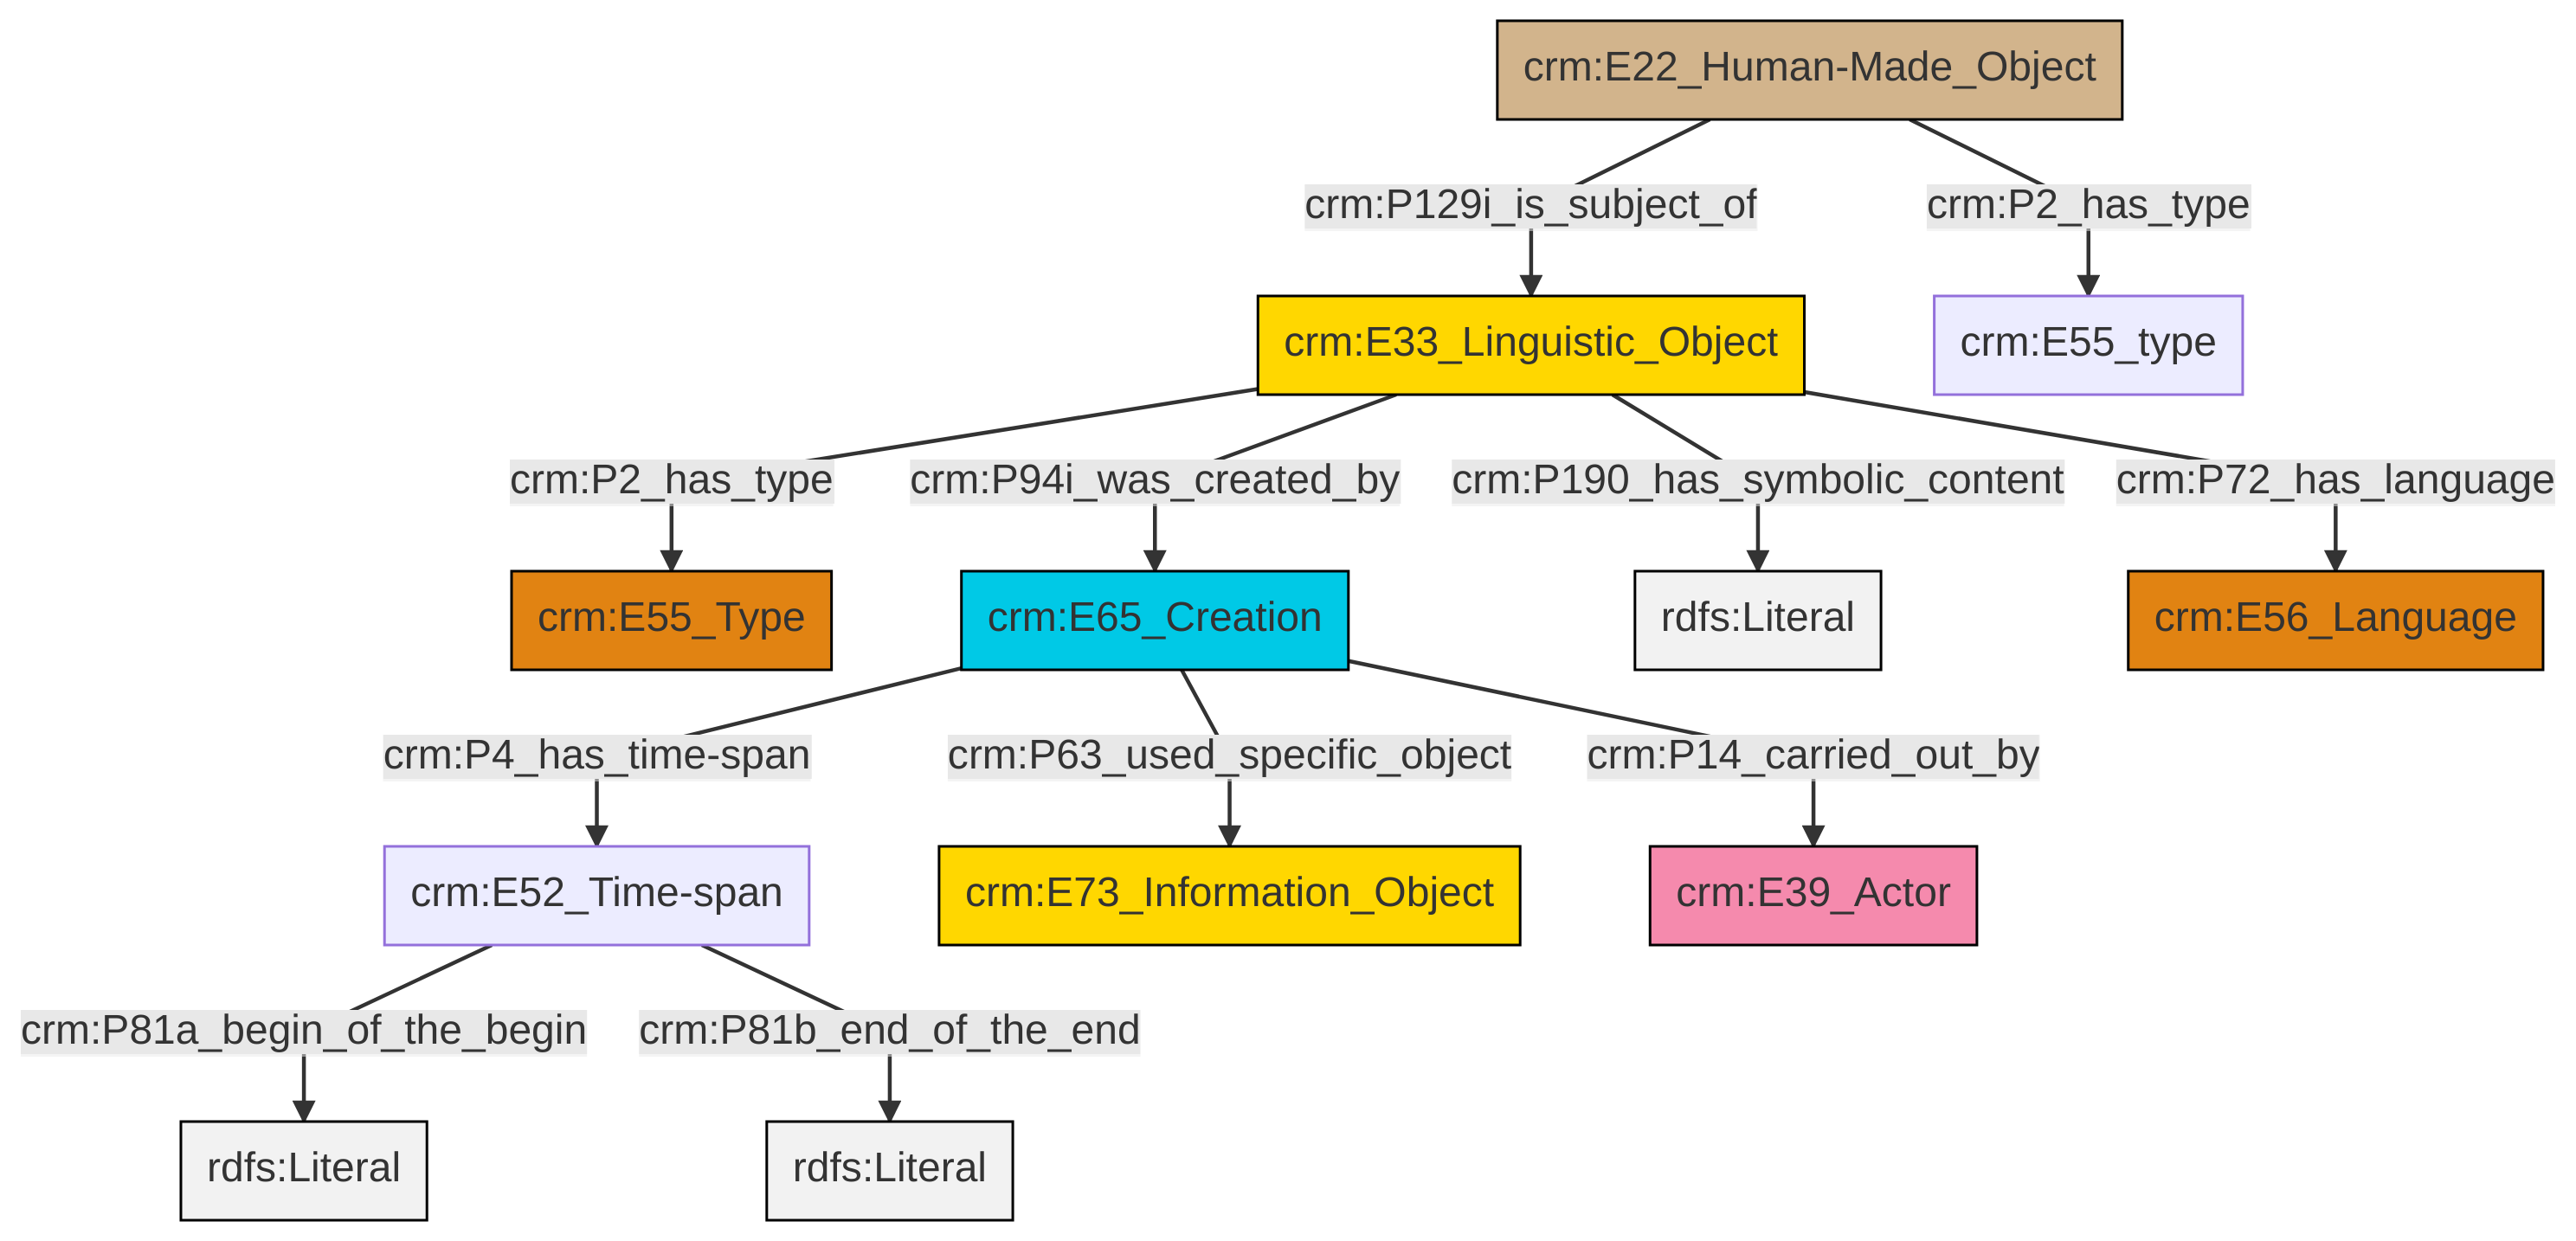 crm:E22_Human-Made_Object
crm:P129i_is_subject_of
crm:P2_has_type
crm:E33_Linguistic_Object
crm:E55_type
crm:P2_has_type
crm:P94i_was_created_by
crm:P190_has_symbolic_content
crm:P72_has_language
crm:E55_Type
crm:E65_Creation
rdfs:Literal
crm:E56_Language
crm:P4_has_time-span
crm:P63_used_specific_object
crm:P14_carried_out_by
crm:E52_Time-span
crm:E73_Information_Object
crm:E39_Actor
crm:P81a_begin_of_the_begin
crm:P81b_end_of_the_end
rdfs:Literal
rdfs:Literal